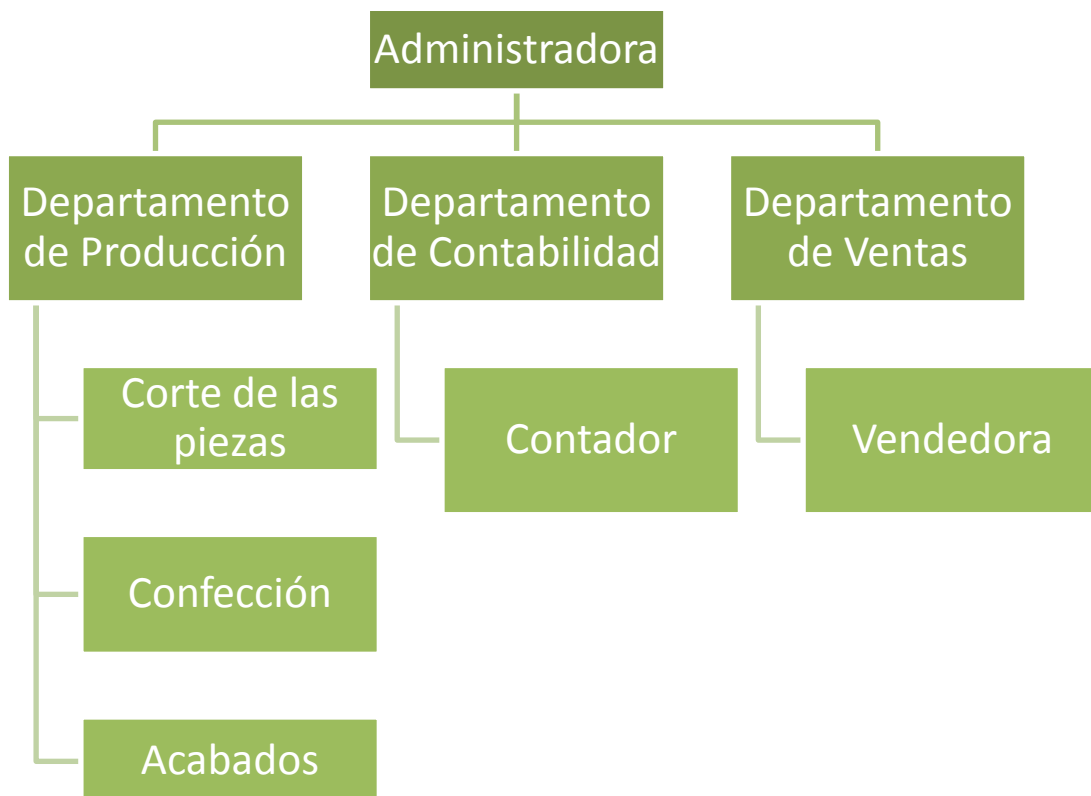 Administradora
Departamento
de Producción
Departamento
de Contabilidad
Departamento
de Ventas
Corte de las
piezas
Contador
Vendedora
Confección
Acabados